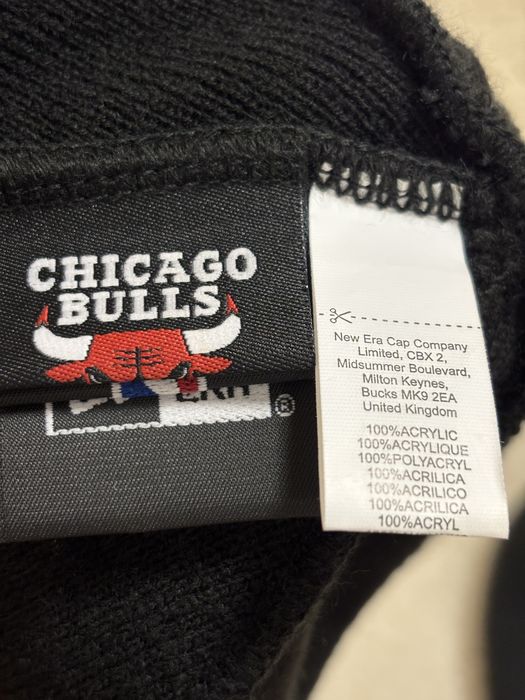 CHICAGO
BULLS
®
New Era Cap Company
Limited, CBX 2,
Midsummer Boulevard,
Milton Keynes,
Bucks MK9 2EA
United Kingdom
100%ACRYLIC
100%ACRYLIQUE
100%POLYACRYL
100%ACRILICA
100%ACRILICO
100%ACRILICA
100%ACRYL